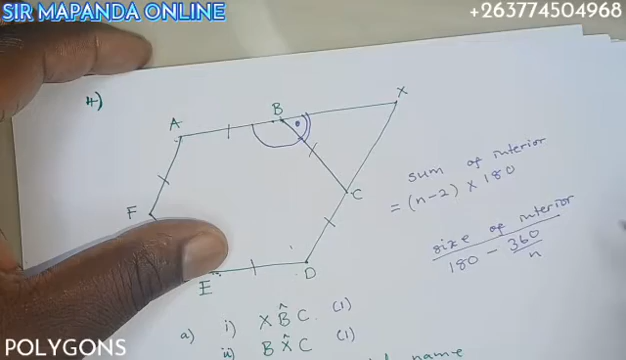 SIR MAPANDA ONLINE
+263774504968
4)
A
B
X
F
C
E
D
sum of interior
= (n-2) × 180
size of interior
180 - 360/n
a) i) XB̂C. (1)
ii) BX̂C (1)
name
POLYGONS